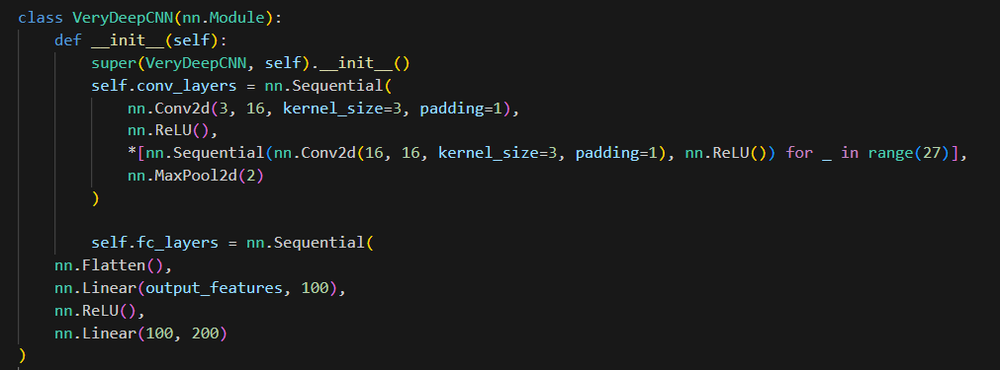 class VeryDeepCNN(nn.Module):
    def __init__(self):
        super(VeryDeepCNN, self).__init__()
        self.conv_layers = nn.Sequential(
            nn.Conv2d(3, 16, kernel_size=3, padding=1),
            nn.ReLU(),
            *[nn.Sequential(nn.Conv2d(16, 16, kernel_size=3, padding=1), nn.ReLU()) for _ in range(27)],
            nn.MaxPool2d(2)
        )

        self.fc_layers = nn.Sequential(
    nn.Flatten(),
    nn.Linear(output_features, 100),
    nn.ReLU(),
    nn.Linear(100, 200)
)